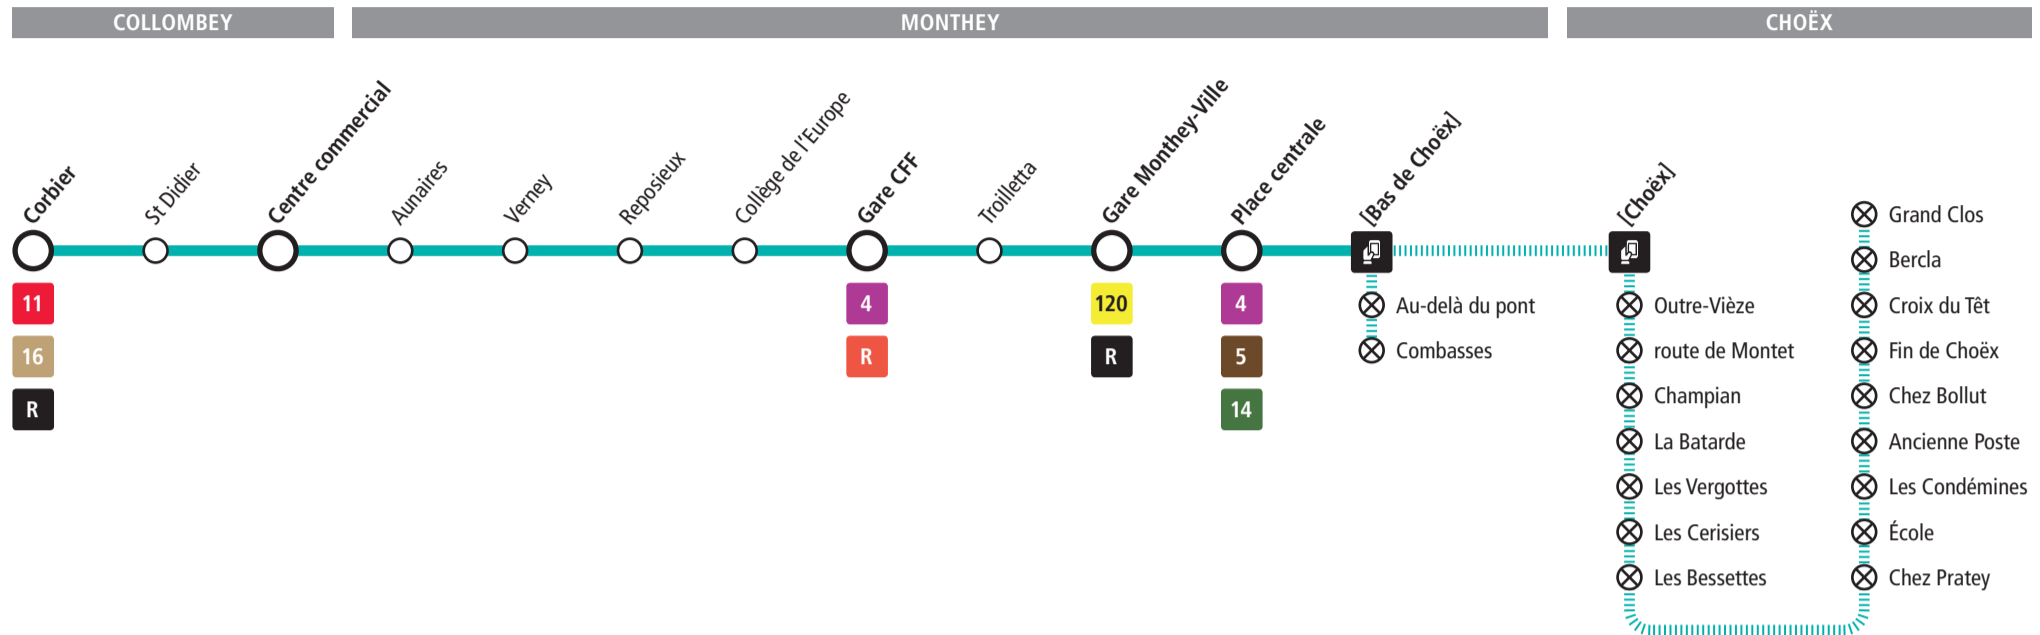 COLLOMBEY
MONTHEY
CHOËX
Corbier
St Didier
Centre commercial
Aunaires
Verney
Reposieux
Collège de l'Europe
Gare CFF
Troilletta
Gare Monthey-Ville
Place centrale
[Bas de Choëx]
[Choëx]
11
16
R
4
R
120
R
4
5
14
Au-delà du pont
Combasses
Outre-Vièze
route de Montet
Champian
La Batarde
Les Vergottes
Les Cerisiers
Les Bessettes
Grand Clos
Bercla
Croix du Têt
Fin de Choëx
Chez Bollut
Ancienne Poste
Les Condémines
École
Chez Pratey